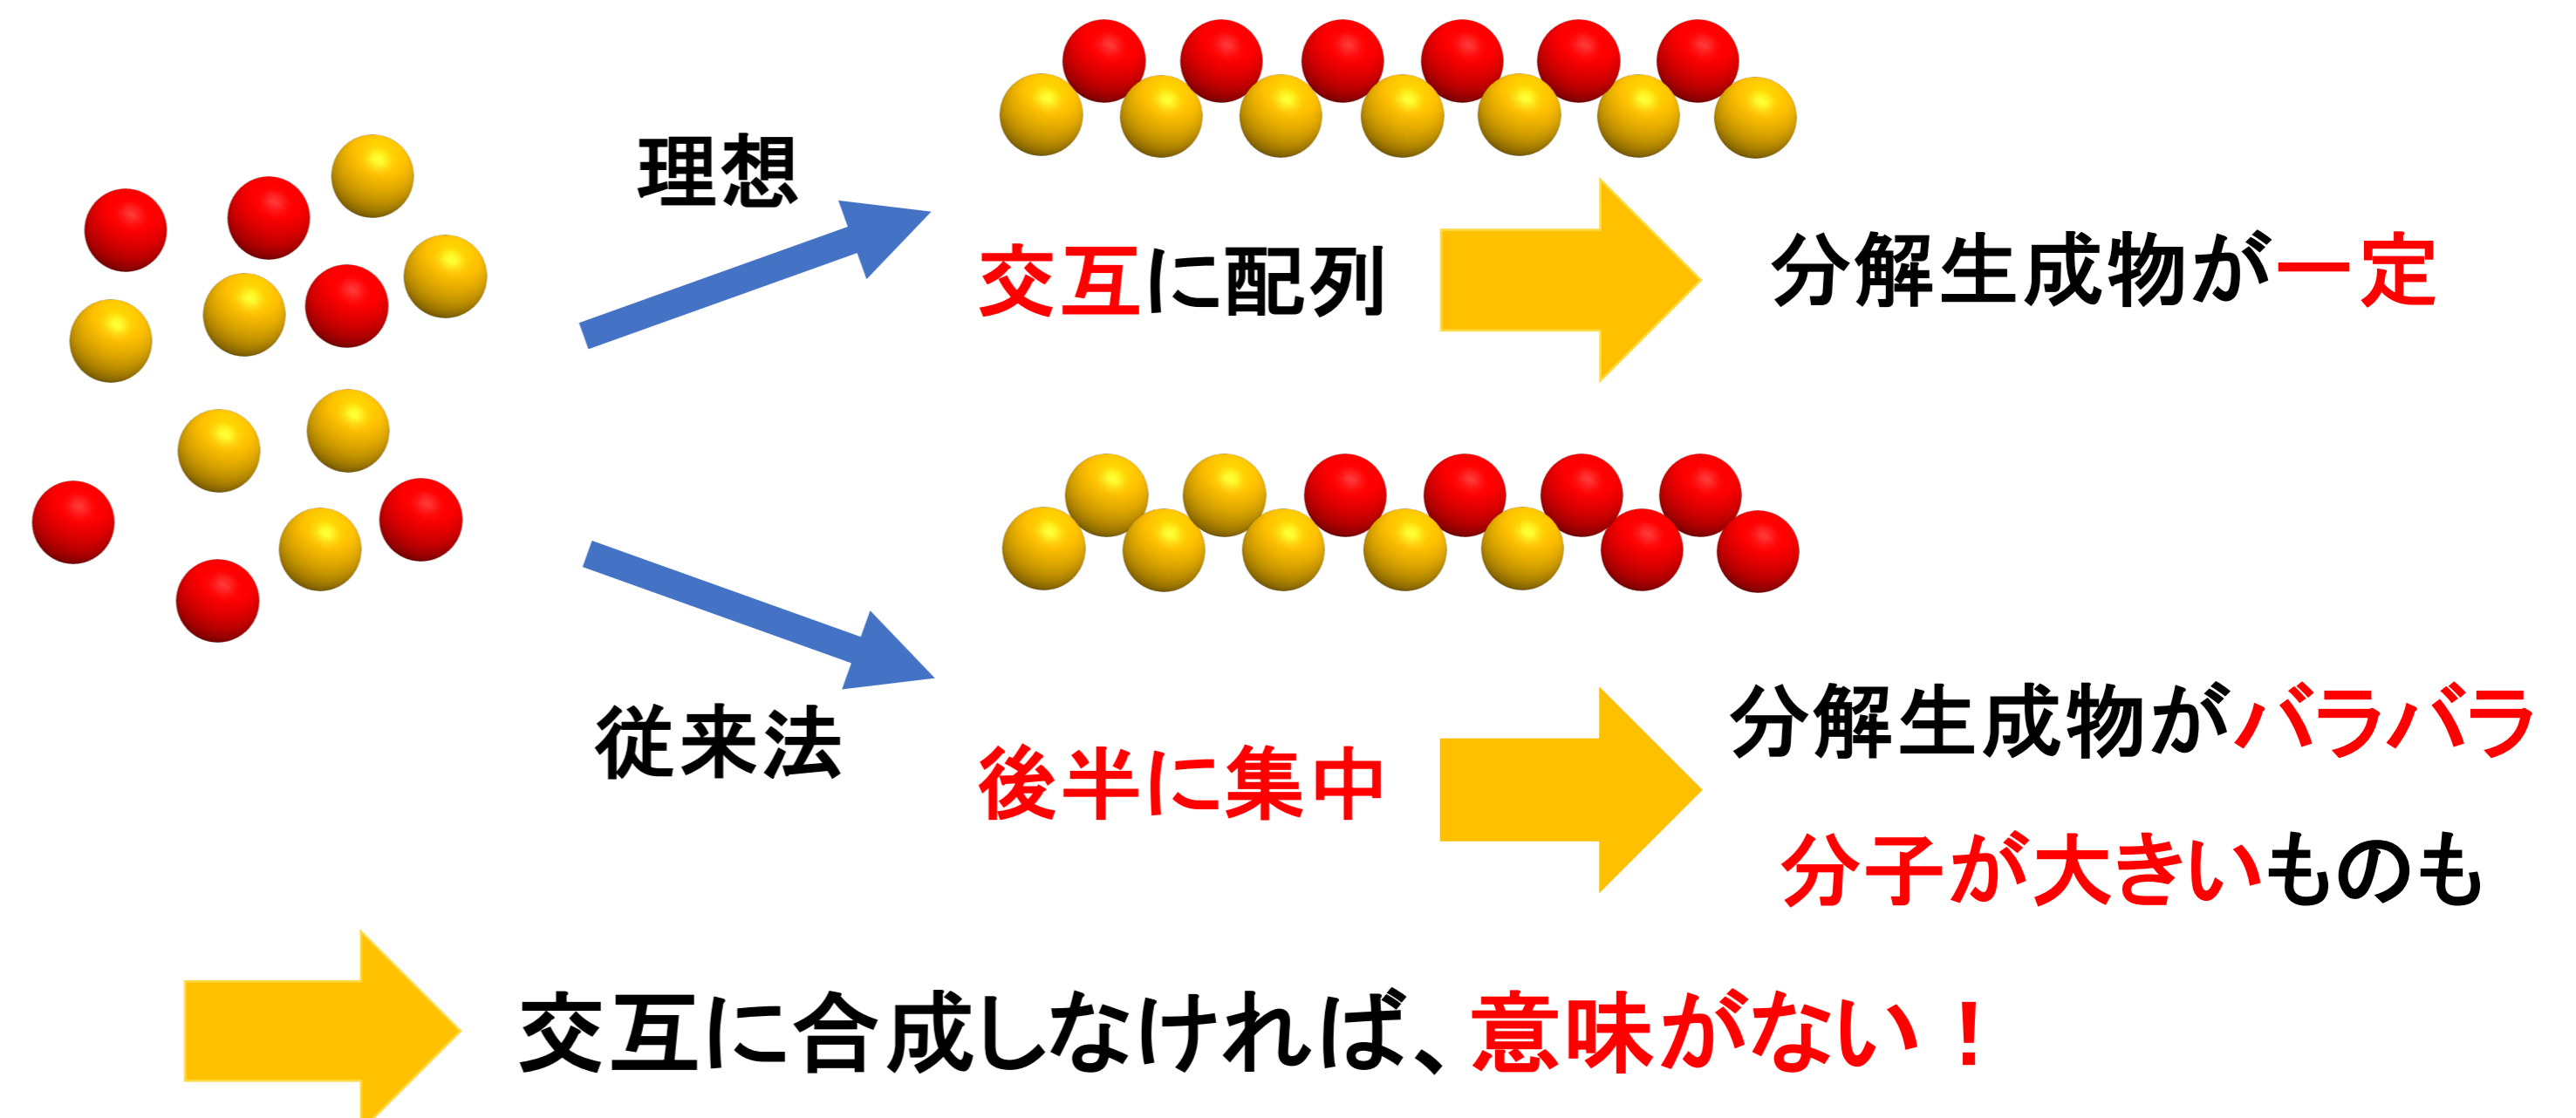 理想
交互に配列
分解生成物が一定
従来法
後半に集中
分解生成物がバラバラ
分子が大きいものも
交互に合成しなければ、意味がない！